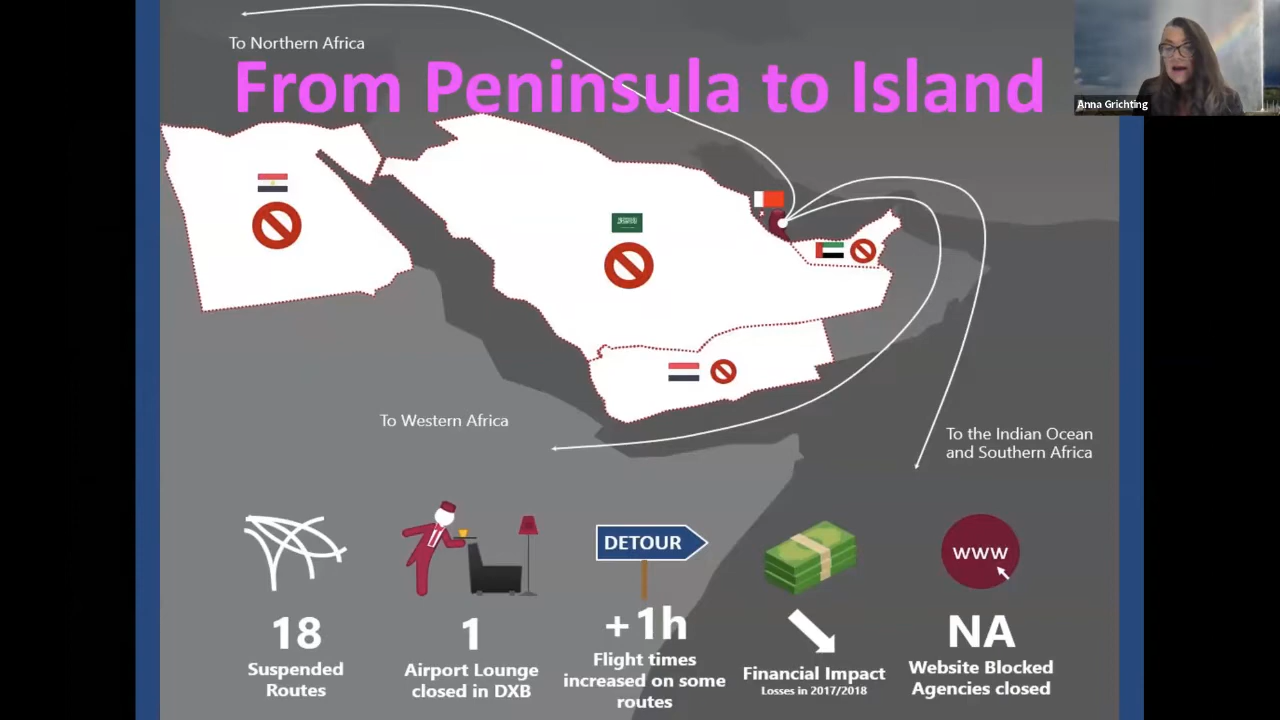 To Northern Africa
From Peninsula to Island
Anna Grichting
To Western Africa
To the Indian Ocean
and Southern Africa
DETOUR
www
18
Suspended
Routes
1
Airport Lounge
closed in DXB
+1h
Flight times
increased on some
routes
Financial Impact
Losses in 2017/2018
NA
Website Blocked
Agencies closed